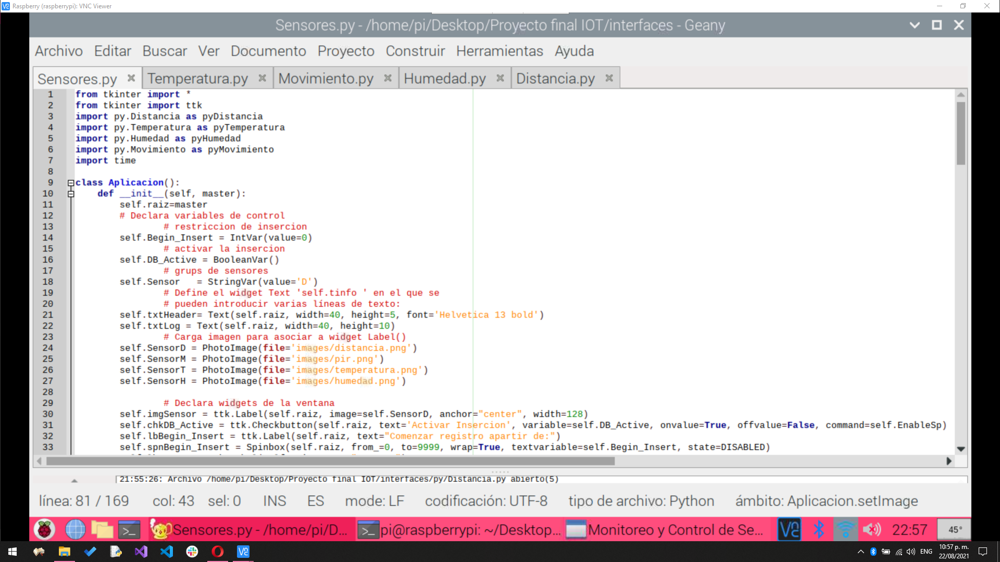 Raspberry (raspberrypi): VNC Viewer
Sensores.py - /home/pi/Desktop/Proyecto final IOT/interfaces - Geany
Archivo Editar Buscar Ver Documento Proyecto Construir Herramientas Ayuda
Sensores.py Temperatura.py Movimiento.py Humedad.py Distancia.py
1 from tkinter import *
2 from tkinter import ttk
3 import py.Distancia as pyDistancia
4 import py.Temperatura as pyTemperatura
5 import py.Humedad as pyHumedad
6 import py.Movimiento as pyMovimiento
7 import time
8
9 class Aplicacion():
10 def __init__(self, master):
11 self.raiz=master
12 # Declara variables de control
13 # restriccion de insercion
14 self.Begin_Insert = IntVar(value=0)
15 # activar la insercion
16 self.DB_Active = BooleanVar()
17 # grups de sensores
18 self.Sensor   = StringVar(value='D')
19 # Define el widget Text 'self.tinfo ' en el que se
20 # pueden introducir varias líneas de texto:
21 self.txtHeader= Text(self.raiz, width=40, height=5, font='Helvetica 13 bold')
22 self.txtLog = Text(self.raiz, width=40, height=10)
23 # Carga imagen para asociar a widget Label()
24 self.SensorD = PhotoImage(file='images/distancia.png')
25 self.SensorM = PhotoImage(file='images/pir.png')
26 self.SensorT = PhotoImage(file='images/temperatura.png')
27 self.SensorH = PhotoImage(file='images/humedad.png')
28
29 # Declara widgets de la ventana
30 self.imgSensor = ttk.Label(self.raiz, image=self.SensorD, anchor="center", width=128)
31 self.chkDB_Active = ttk.Checkbutton(self.raiz, text='Activar Insercion', variable=self.DB_Active, onvalue=True, offvalue=False, command=self.EnableSp)
32 self.lbBegin_Insert = ttk.Label(self.raiz, text="Comenzar registro apartir de:")
33 self.spnBegin_Insert = Spinbox(self.raiz, from_=0, to=9999, wrap=True, textvariable=self.Begin_Insert, state=DISABLED)
21:55:26: Archivo /home/pi/Desktop/Proyecto final IOT/interfaces/py/Distancia.py abierto(5)
línea: 81 / 169 col: 43 sel: 0 INS ES mode: LF codificación: UTF-8 tipo de archivo: Python ámbito: Aplicacion.setImage
Sensores.py - /home/pi/D... pi@raspberrypi: ~/Desktop... Monitoreo y Control de Se... 22:57 45°
ENG 10:57 p. m.
22/08/2021